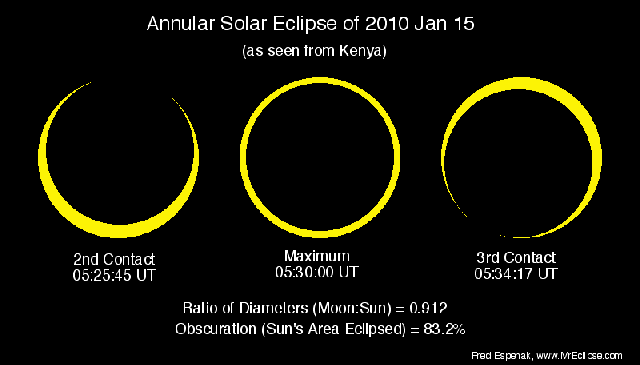 Annular Solar Eclipse of 2010 Jan 15
(as seen from Kenya)
2nd Contact
05:25:45 UT
Maximum
05:30:00 UT
3rd Contact
05:34:17 UT
Ratio of Diameters (Moon:Sun) = 0.912
Obscuration (Sun's Area Eclipsed) = 83.2%
Fred Espenak, www.MrEclipse.com